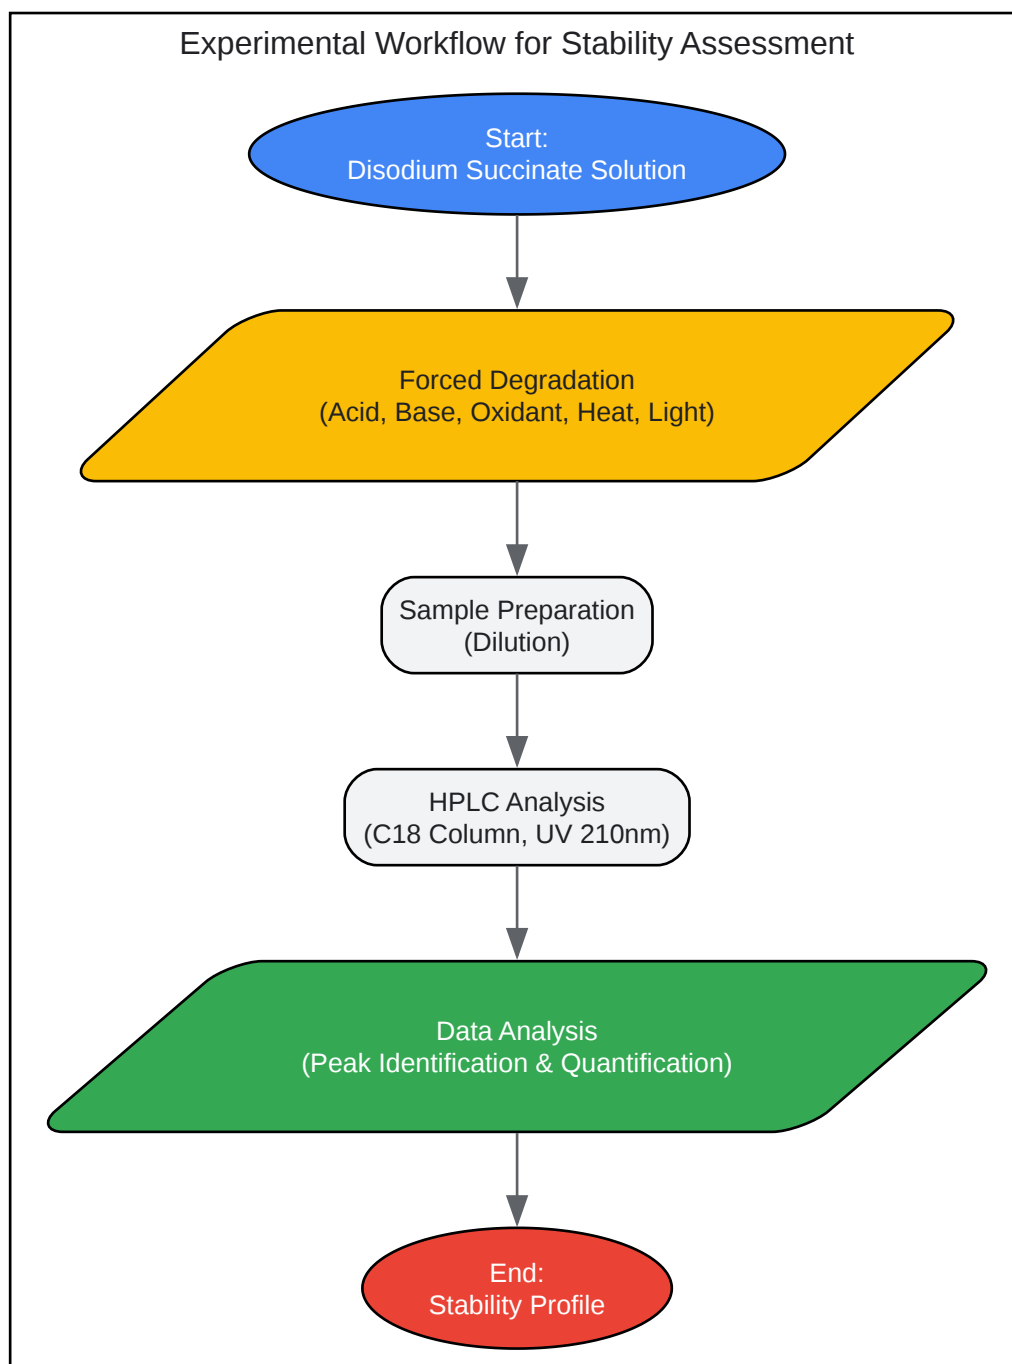 Experimental Workflow for Stability Assessment
Start:
Disodium Succinate Solution
Forced Degradation
(Acid, Base, Oxidant, Heat, Light)
Sample Preparation
(Dilution)
HPLC Analysis
(C18 Column, UV 210nm)
Data Analysis
(Peak Identification & Quantification)
End:
Stability Profile